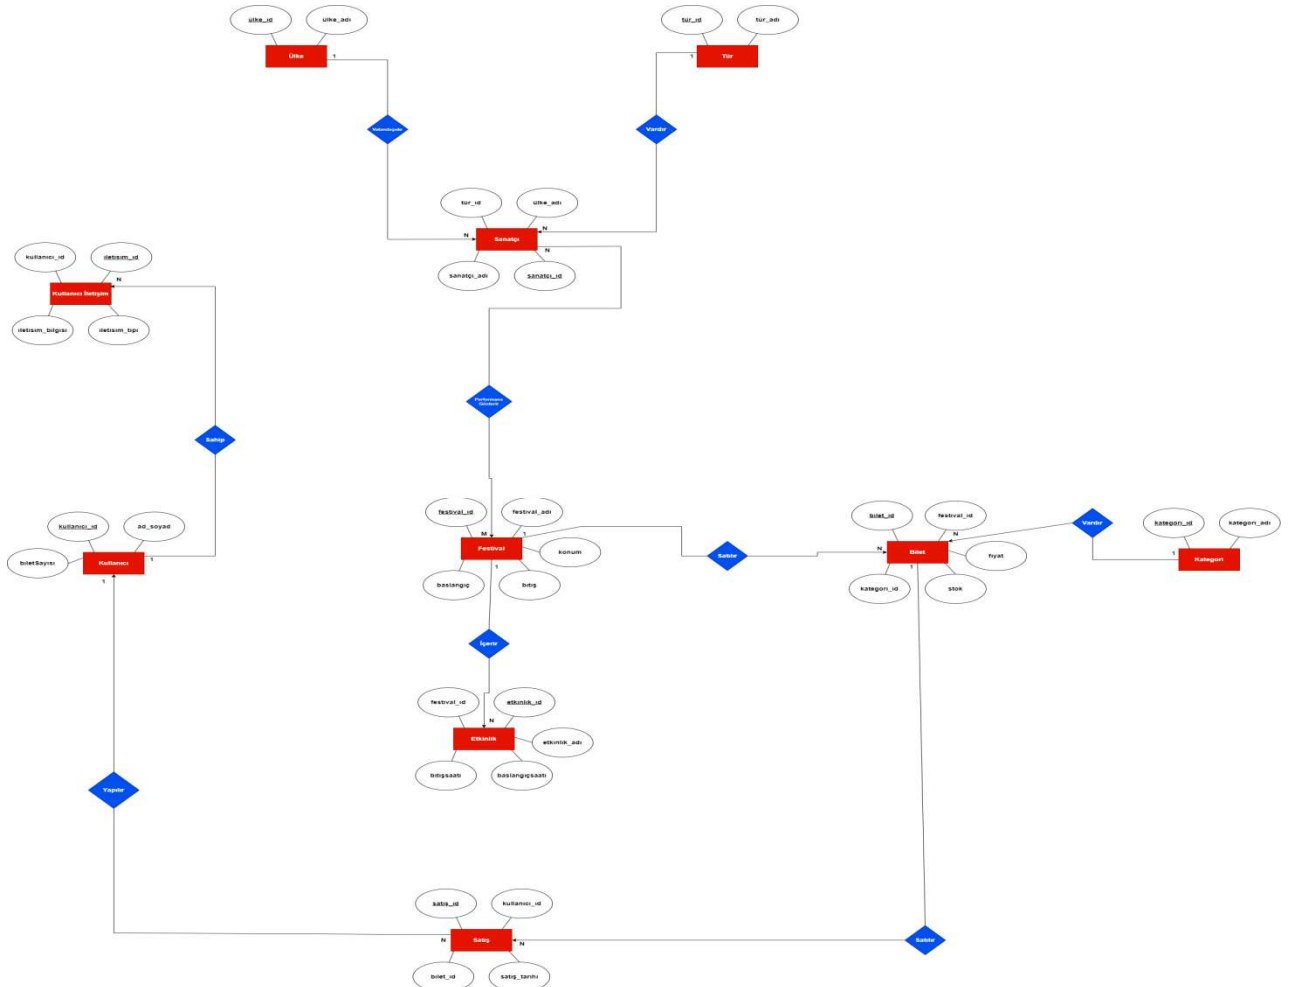 ülke_id
ülke_adı
tür_id
tür_adı
Ülke
1
1
Tür
Vardır
tür_id
ülke_adı
N
N
Sanatçı
N
sanatçı_adı
sanatçı_id
kullanıcı_id
iletisim_id
N
Kullanıcı İletişim
iletisim_bilgisi
iletisim_tipi
Performans
Gösterir
Sahip
festival_id
festival_adı
M
1
Festival
konum
1
baslangıç
bitiş
kullanıcı_id
ad_soyad
biletSayısı
Kullanıcı
1
1
Satılır
bilet_id
festival_id
N
N
Bilet
fiyat
1
kategori_id
stok
Vardır
kategori_id
kategori_adı
1
Kategori
İçerir
festival_id
etkinlik_id
N
Etkinlik
etkinlik_adı
bitişsaati
baslangıçsaati
Yapılır
satış_id
kullanıcı_id
N
Satış
N
Satılır
bilet_id
satış_tarihi